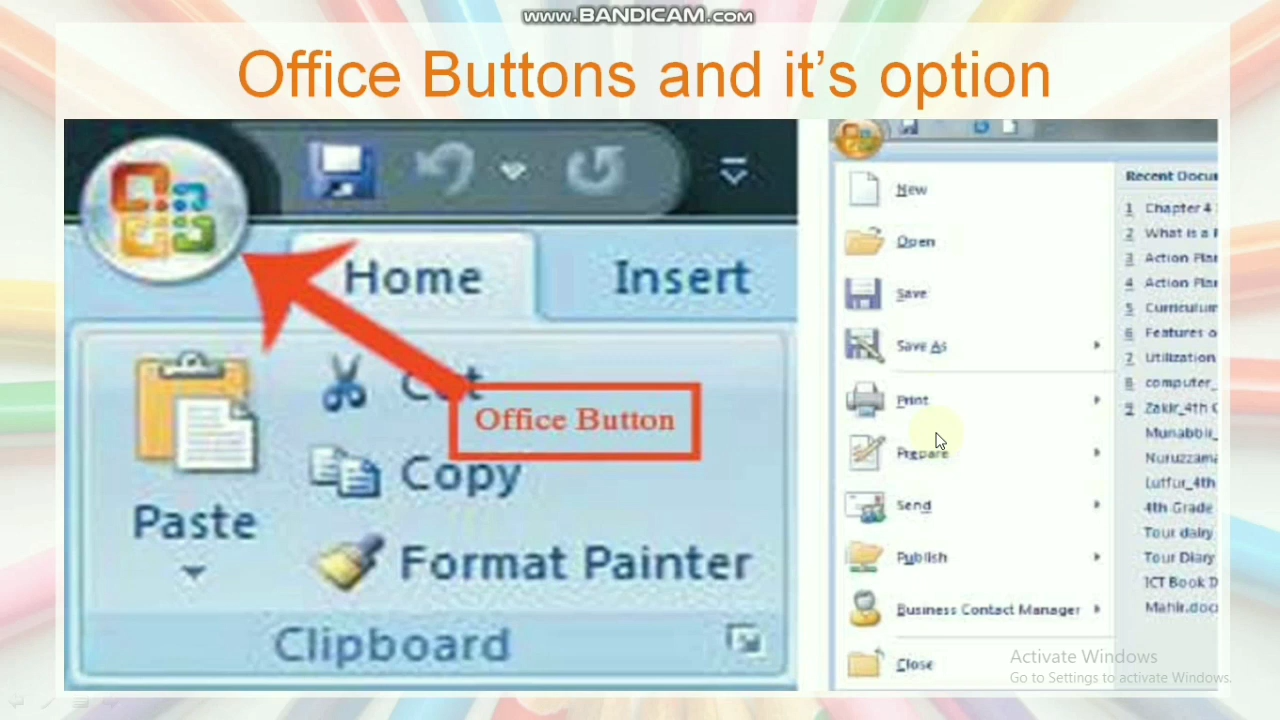 www.BANDICAM.com
Office Buttons and it's option
Home
Insert
Cut
Office Button
Copy
Paste
Format Painter
Clipboard
New
Open
Save
Save As
Print
Prepare
Send
Publish
Business Contact Manager
Close
Recent Docu
1 Chapter 4
2 What is a
3 Action Pla
4 Action Pla
5 Curriculum
6 Features o
7 Utilization
8 computer_
9 Zakir_4th
Munabbir_
Nuruzzama
Lutfur_4th
4th Grade
Tour dairy
Tour Diary
ICT Book D
Mahir.doc
Activate Windows
Go to Settings to activate Windows.